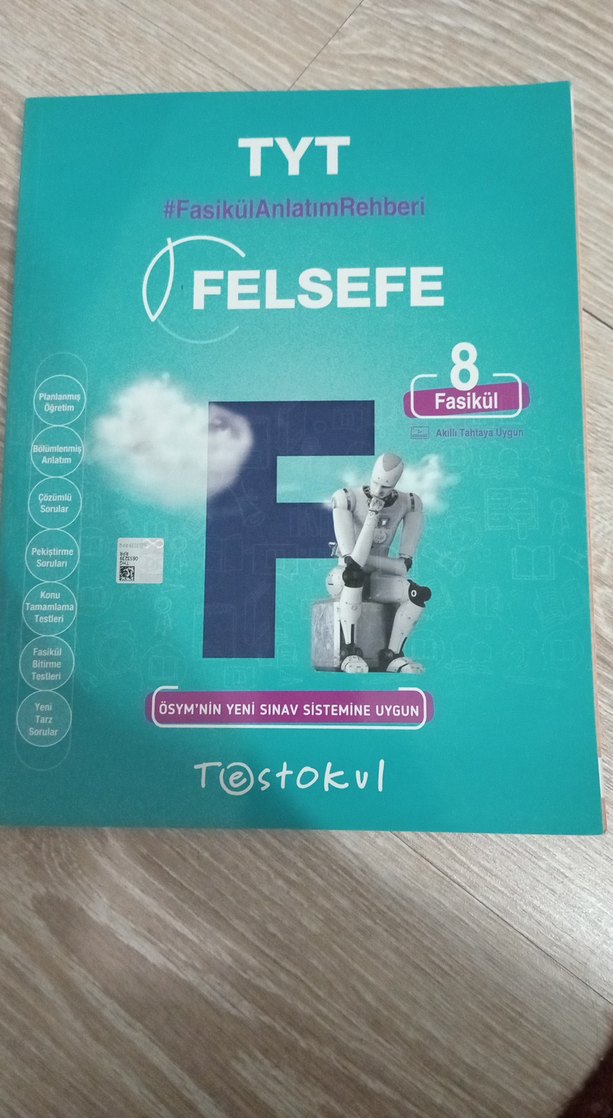 TYT
#FasikülAnlatımRehberi
FELSEFE
8
Fasikül
Akıllı Tahtaya Uygun
F
Planlanmış
Öğretim
Bölümlenmiş
Anlatım
Çözümlü
Sorular
Pekiştirme
Soruları
Konu
Tamamlama
Testleri
Fasikül
Bitirme
Testleri
Yeni
Tarz
Sorular
ÖSYM'NİN YENİ SINAV SİSTEMİNE UYGUN
Testokul